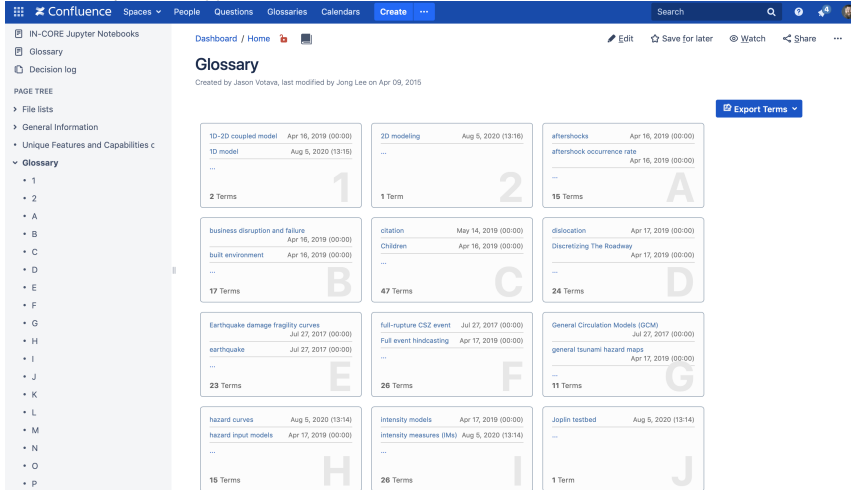 Confluence Spaces People Questions Glossaries Calendars Create ... Search 4
IN-CORE Jupyter Notebooks
Glossary
Decision log
PAGE TREE
File lists
General Information
Unique Features and Capabilities
Glossary
1
2
A
B
C
D
E
F
G
H
I
J
K
L
M
N
O
P
Dashboard / Home
Edit
Save for later
Watch
Share
...
Glossary
Created by Jason Votava, last modified by Jong Lee on Apr 09, 2015
Export Terms
1D-2D coupled model Apr 16, 2019 (00:00)
1D model Aug 5, 2020 (13:15)
...
2 Terms
1
2D modeling Aug 5, 2020 (13:16)
...
1 Term
2
aftershocks Apr 16, 2019 (00:00)
aftershock occurrence rate
Apr 16, 2019 (00:00)
...
15 Terms
A
business disruption and failure
Apr 16, 2019 (00:00)
built environment Apr 16, 2019 (00:00)
...
17 Terms
B
citation May 14, 2019 (00:00)
Children Apr 16, 2019 (00:00)
...
47 Terms
C
dislocation Apr 17, 2019 (00:00)
Discretizing The Roadway
Apr 17, 2019 (00:00)
...
24 Terms
D
Earthquake damage fragility curves
Jul 27, 2017 (00:00)
earthquake Jul 27, 2017 (00:00)
...
23 Terms
E
full-rupture CSZ event Jul 27, 2017 (00:00)
Full event hindcasting Apr 17, 2019 (00:00)
...
26 Terms
F
General Circulation Models (GCM)
Jul 27, 2017 (00:00)
general tsunami hazard maps
Apr 17, 2019 (00:00)
...
11 Terms
G
hazard curves Aug 5, 2020 (13:14)
hazard input models Apr 17, 2019 (00:00)
...
15 Terms
H
intensity models Apr 17, 2019 (00:00)
intensity measures (IMs) Aug 5, 2020 (13:14)
...
26 Terms
I
Joplin testbed Aug 5, 2020 (13:14)
...
1 Term
J